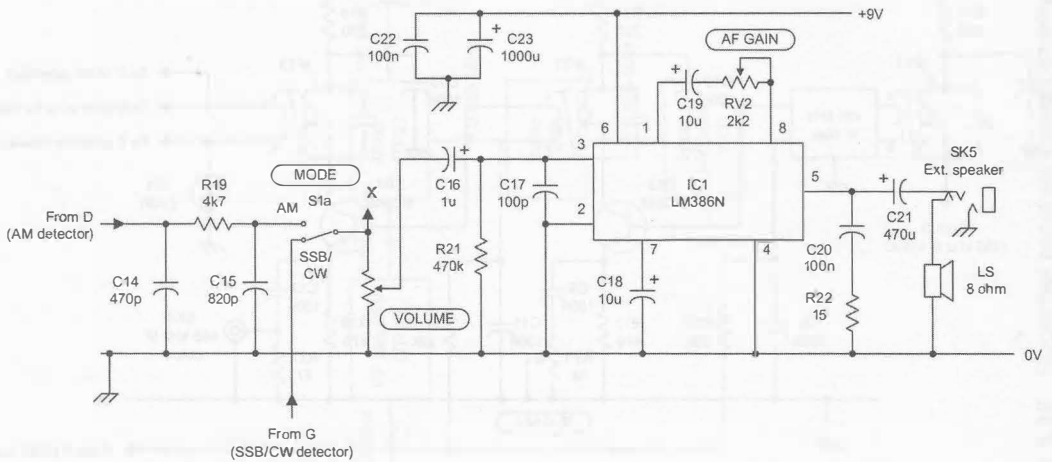 +9V
C22
100n
C23
1000u
+
AF GAIN
+
C19
10u
RV2
2k2
6
1
8
3
SK5
Ext. speaker
MODE
X
+
C16
1u
C17
100p
IC1
LM386N
5
+
C21
470u
R19
4k7
AM
S1a
From D
(AM detector)
2
SSB/
CW
R21
470k
C20
100n
7
4
C14
470p
C15
820p
C18
10u
+
LS
8 ohm
R22
15
VOLUME
0V
From G
(SSB/CW detector)